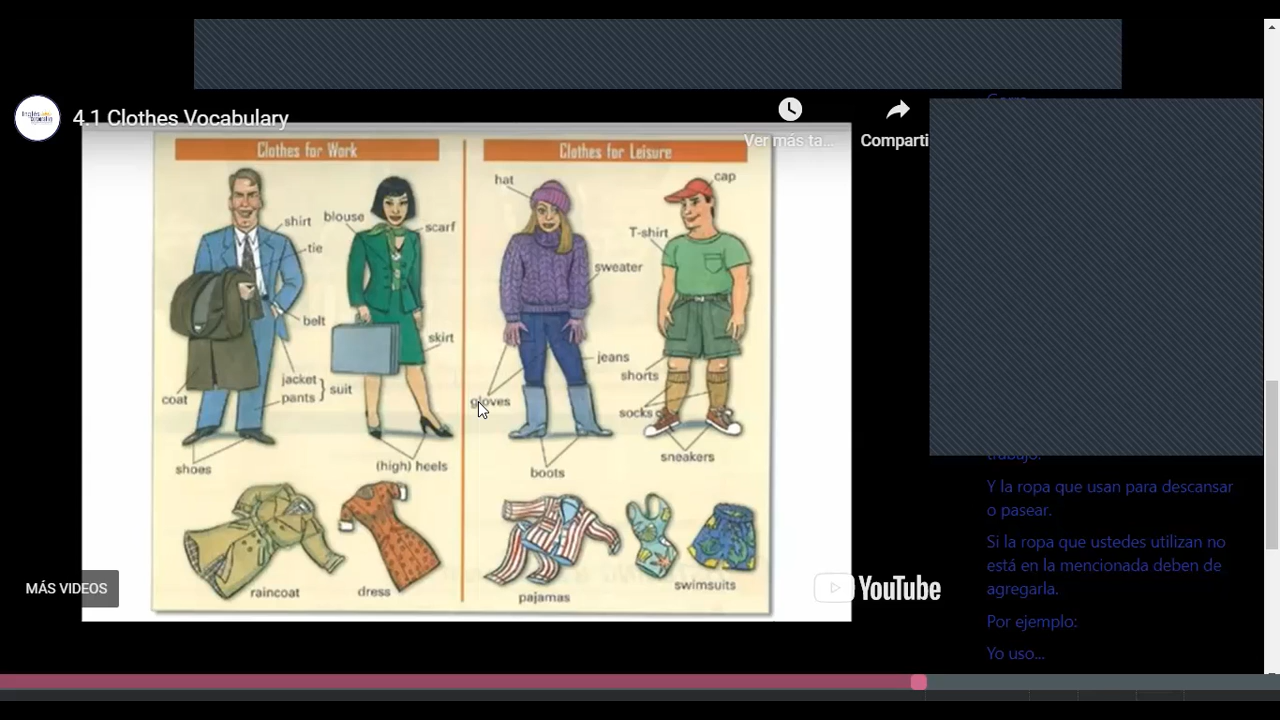 4.1 Clothes Vocabulary
Ver más ta...
Comparti
Clothes for Work
Clothes for Leisure
shirt
blouse
scarf
tie
belt
skirt
jacket
pants
suit
coat
shoes
(high) heels
hat
cap
T-shirt
sweater
jeans
shorts
gloves
socks
sneakers
boots
raincoat
dress
pajamas
swimsuits
MÁS VIDEOS
YouTube
trabajo.
Y la ropa que usan para descansar
o pasear.
Si la ropa que ustedes utilizan no
está en la mencionada deben de
agregarla.
Por ejemplo:
Yo uso...